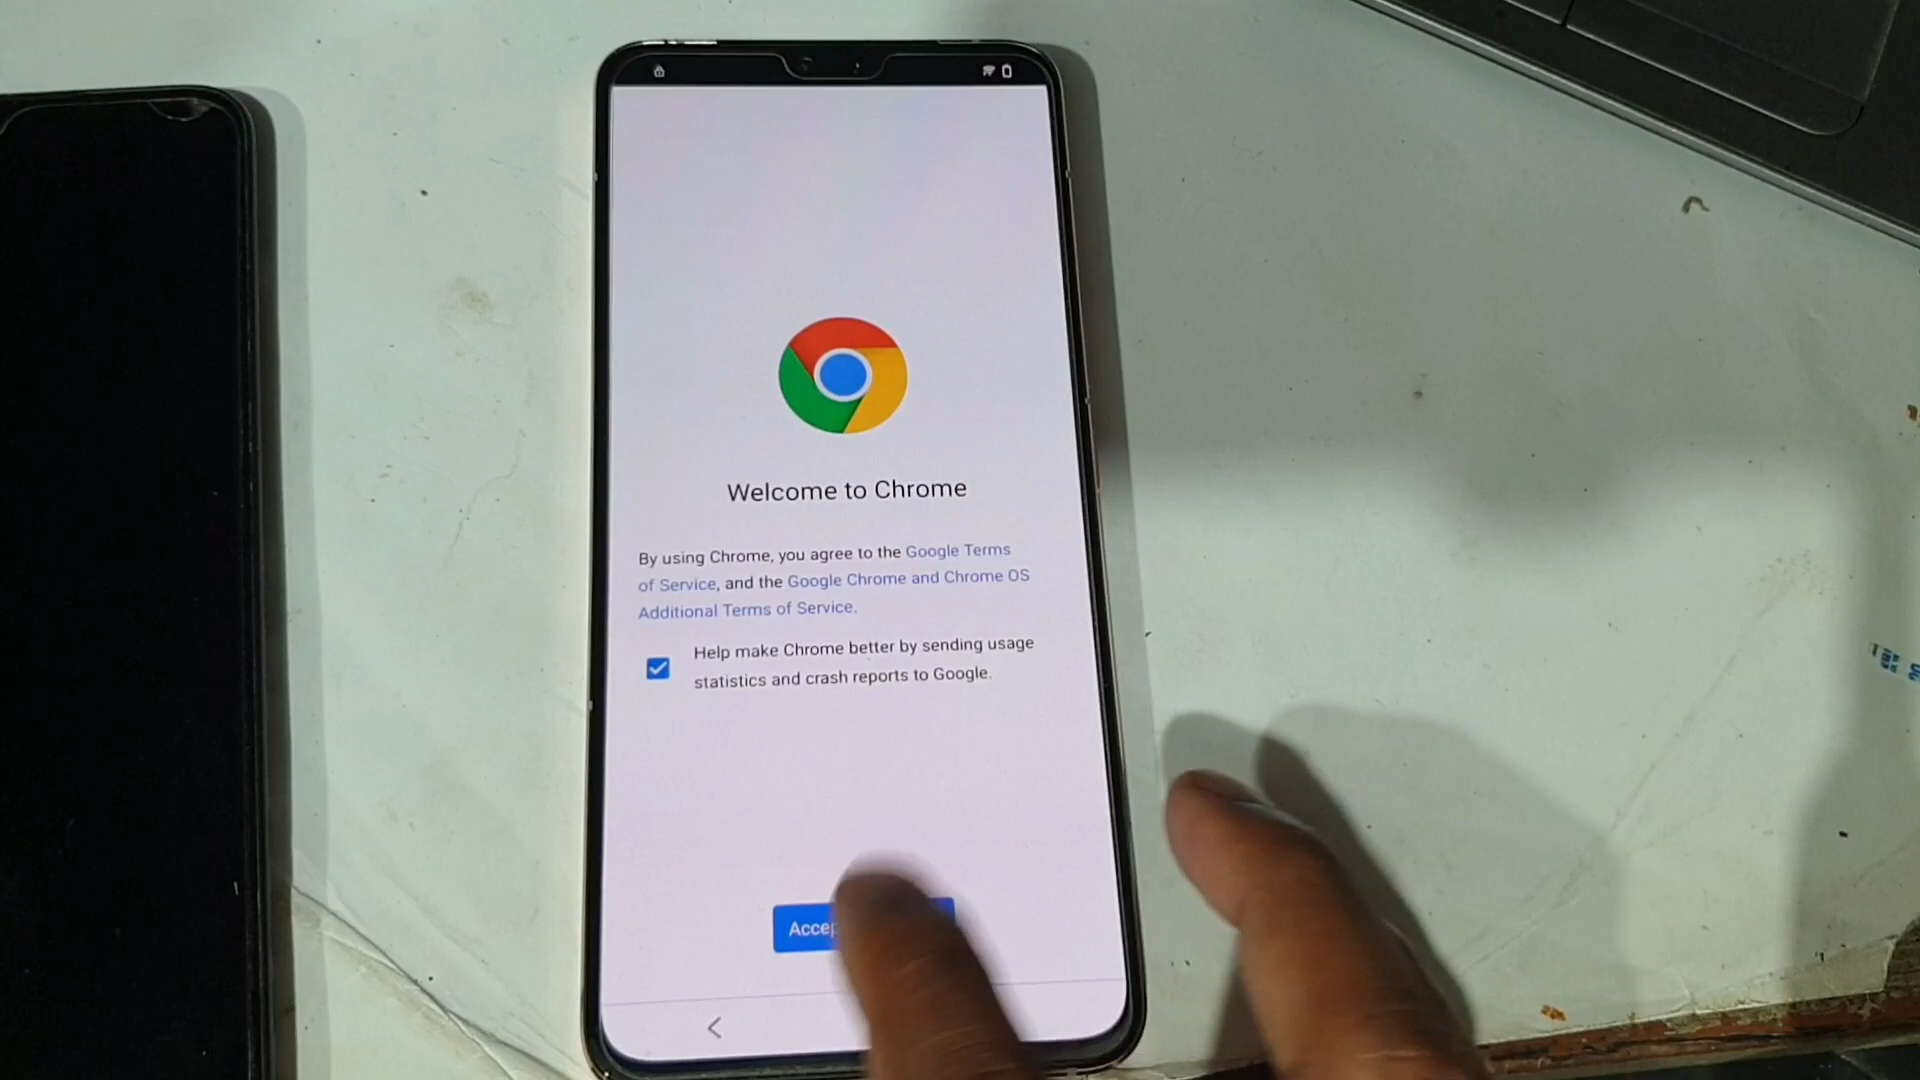 Welcome to Chrome
By using Chrome, you agree to the Google Terms
of Service, and the Google Chrome and Chrome OS
Additional Terms of Service.
Help make Chrome better by sending usage
statistics and crash reports to Google.